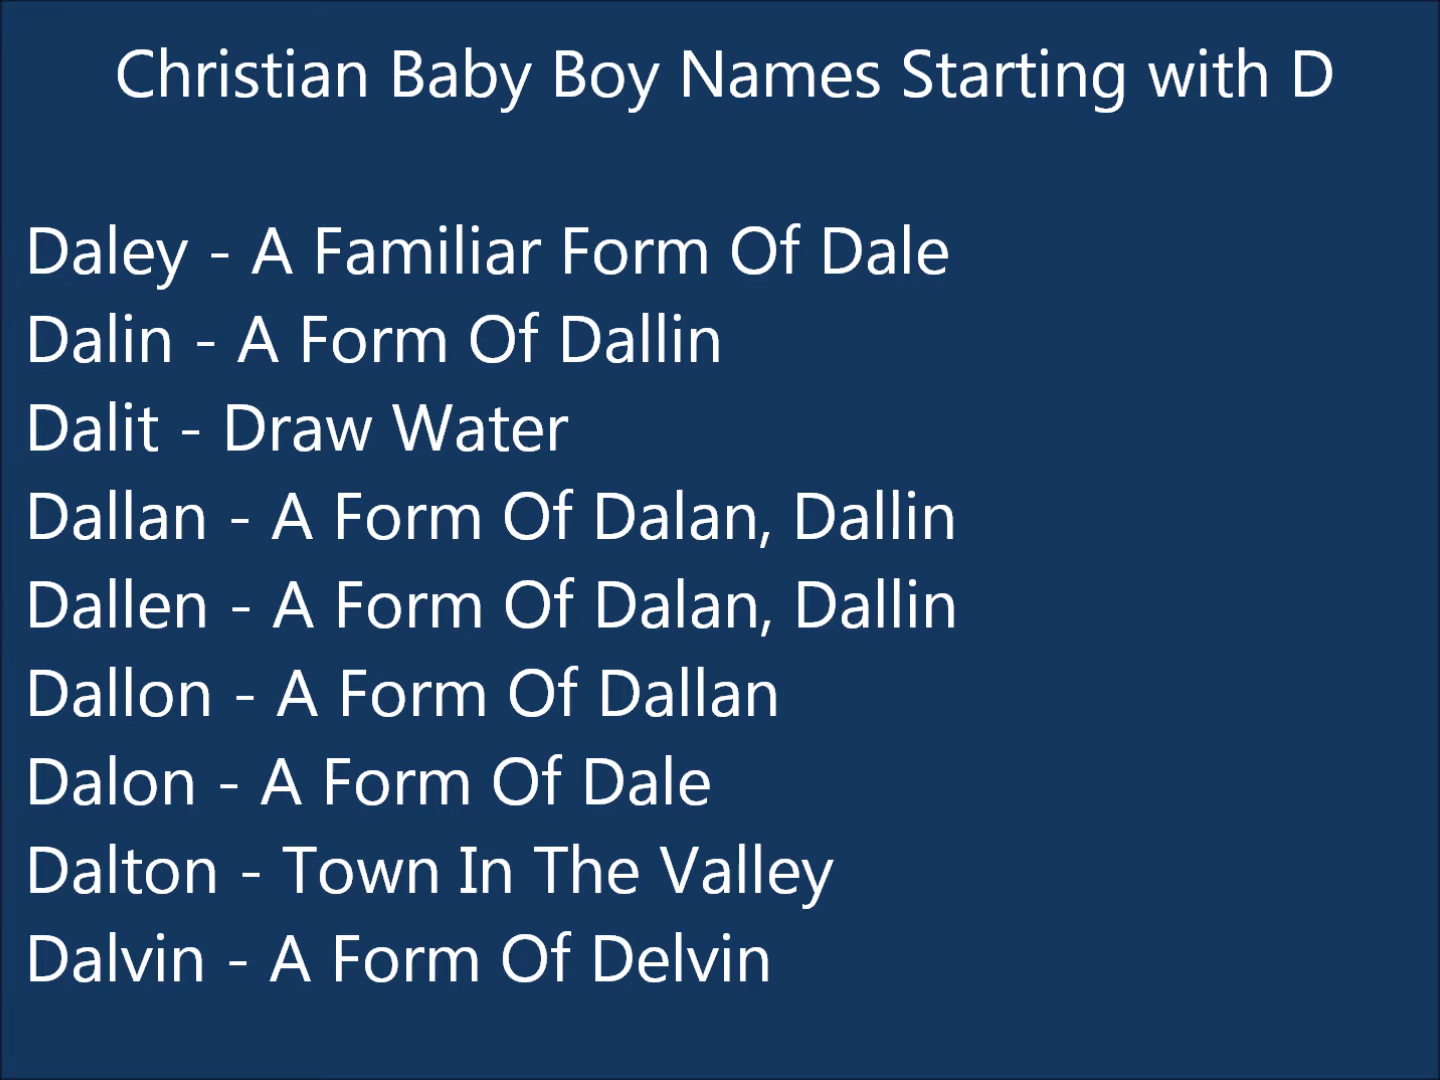 Christian Baby Boy Names Starting with D
Daley - A Familiar Form Of Dale
Dalin - A Form Of Dallin
Dalit - Draw Water
Dallan - A Form Of Dalan, Dallin
Dallen - A Form Of Dalan, Dallin
Dallon - A Form Of Dallan
Dalon - A Form Of Dale
Dalton - Town In The Valley
Dalvin - A Form Of Delvin